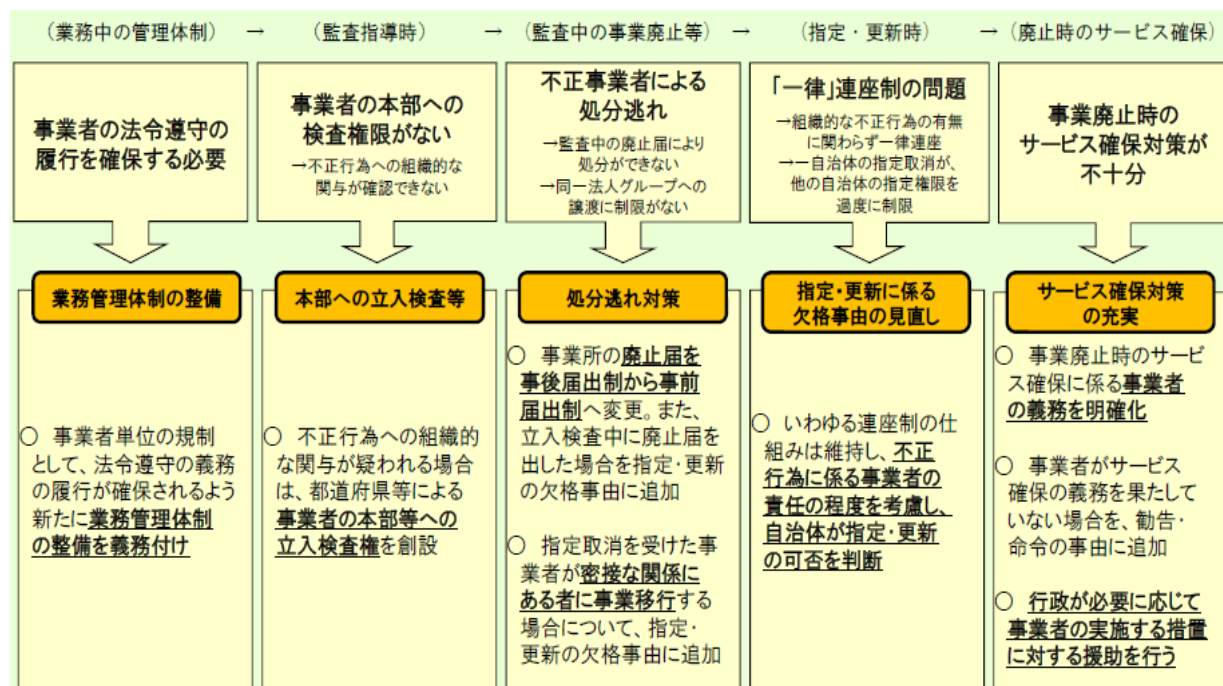 (業務中の管理体制) → (監査指導時) → (監査中の事業廃止等) → (指定・更新時) → (廃止時のサービス確保)
事業者の法令遵守の
履行を確保する必要
事業者の本部への
検査権限がない
→不正行為への組織的な
関与が確認できない
不正事業者による
処分逃れ
→監査中の廃止届により
処分ができない
→同一法人グループへの
譲渡に制限がない
「一律」連座制の問題
→組織的な不正行為の有無
に関わらず一律連座
→一自治体の指定取消が、
他の自治体の指定権限を
過度に制限
事業廃止時の
サービス確保対策が
不十分
業務管理体制の整備
○ 事業者単位の規制
として、法令遵守の義務
の履行が確保されるよう
新たに業務管理体制
の整備を義務付け
本部への立入検査等
○ 不正行為への組織的
な関与が疑われる場合
は、都道府県等による
事業者の本部等への
立入検査権を創設
処分逃れ対策
○ 事業所の廃止届を
事後届出制から事前
届出制へ変更。また、
立入検査中に廃止届を
出した場合を指定・更新
の欠格事由に追加
○ 指定取消を受けた事
業者が密接な関係に
ある者に事業移行する
場合について、指定・
更新の欠格事由に追加
指定・更新に係る
欠格事由の見直し
○ いわゆる連座制の仕
組みは維持し、不正
行為に係る事業者の
責任の程度を考慮し、
自治体が指定・更新
の可否を判断
サービス確保対策
の充実
○ 事業廃止時のサービ
ス確保に係る事業者
の義務を明確化
○ 事業者がサービス
確保の義務を果たして
いない場合を、勧告・
命令の事由に追加
○ 行政が必要に応じて
事業者の実施する措置
に対する援助を行う